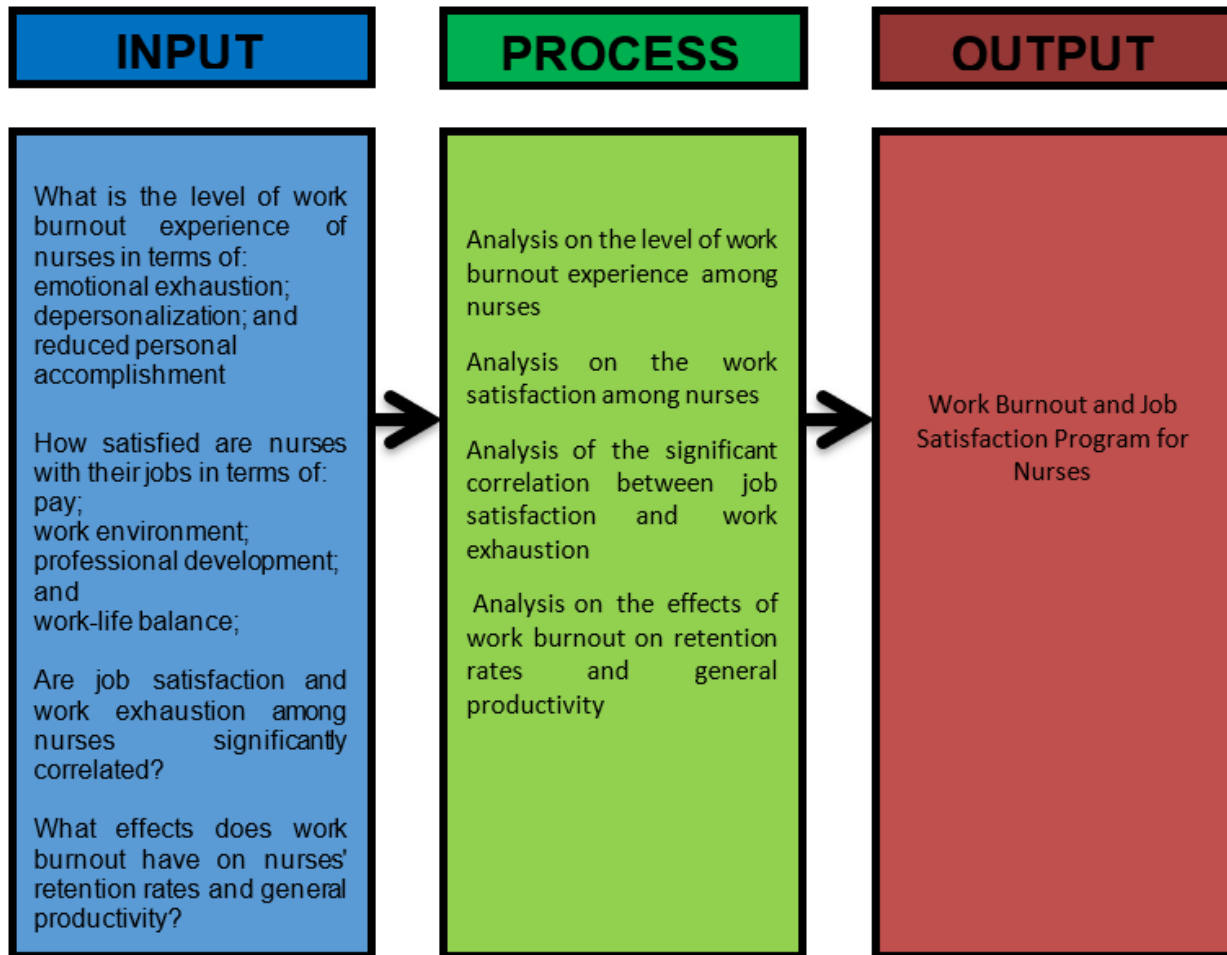 INPUT
What is the level of work
burnout experience of
nurses in terms of:
emotional exhaustion;
depersonalization; and
reduced personal
accomplishment
How satisfied are nurses
with their jobs in terms of:
pay;
work environment;
professional development;
and
work-life balance;
Are job satisfaction and
work exhaustion among
nurses significantly
correlated?
What effects does work
burnout have on nurses'
retention rates and general
productivity?
PROCESS
Analysis on the level of work
burnout experience among
nurses
Analysis on the work
satisfaction among nurses
Analysis of the significant
correlation between job
satisfaction and work
exhaustion
Analysis on the effects of
work burnout on retention
rates and general
productivity
OUTPUT
Work Burnout and Job
Satisfaction Program for
Nurses